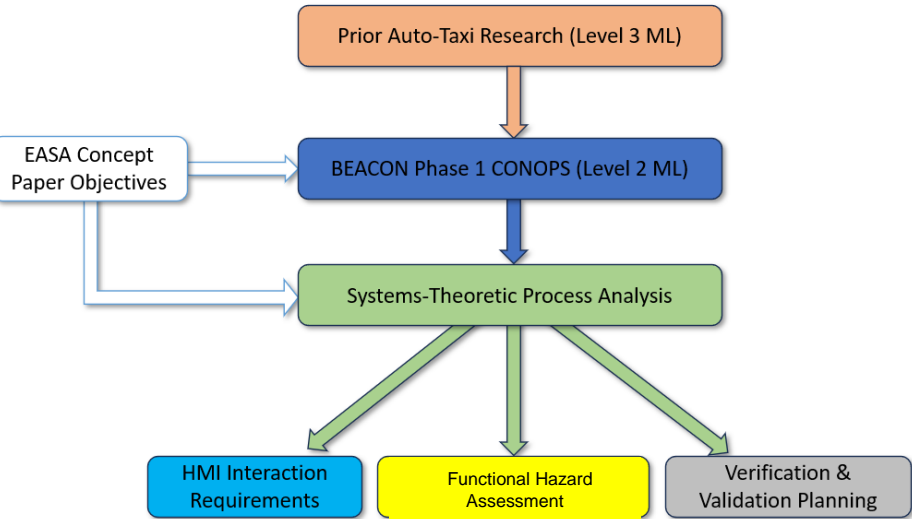 Prior Auto-Taxi Research (Level 3 ML)
EASA Concept
Paper Objectives
BEACON Phase 1 CONOPS (Level 2 ML)
Systems-Theoretic Process Analysis
HMI Interaction
Requirements
Functional Hazard
Assessment
Verification &
Validation Planning